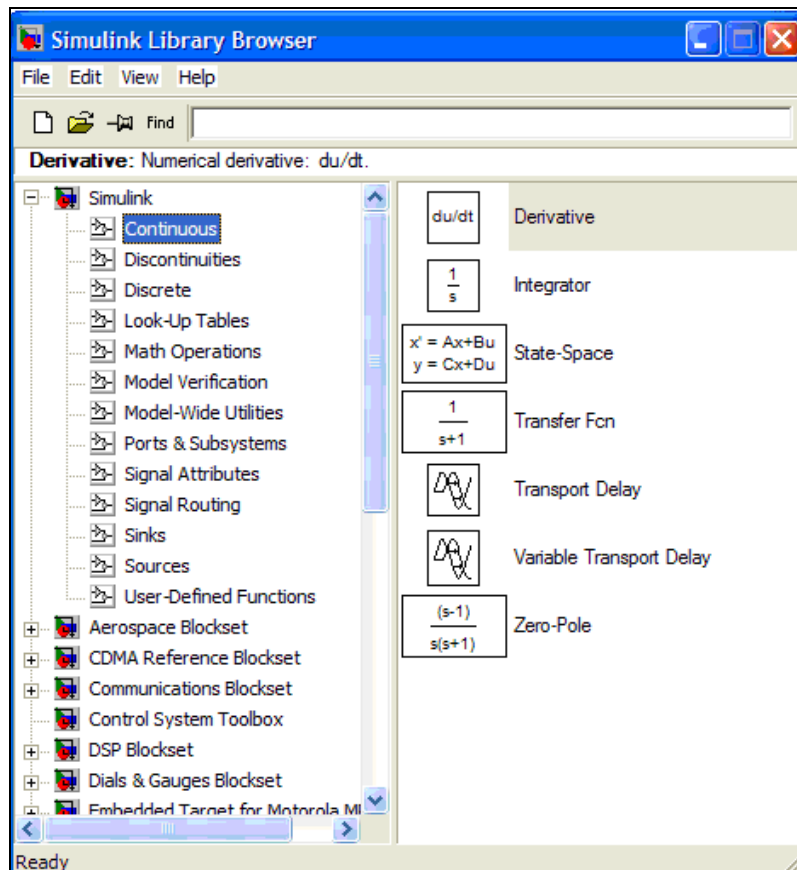 Simulink Library Browser
File Edit View Help
Find
Derivative: Numerical derivative: du/dt.
Simulink
Continuous
Discontinuities
Discrete
Look-Up Tables
Math Operations
Model Verification
Model-Wide Utilities
Ports & Subsystems
Signal Attributes
Signal Routing
Sinks
Sources
User-Defined Functions
Aerospace Blockset
CDMA Reference Blockset
Communications Blockset
Control System Toolbox
DSP Blockset
Dials & Gauges Blockset
Embedded Target for Motorola
du/dt Derivative
1
s
Integrator
x' = Ax+Bu
y = Cx+Du
State-Space
1
s+1
Transfer Fcn
Transport Delay
Variable Transport Delay
(s-1)
s(s+1)
Zero-Pole
Ready